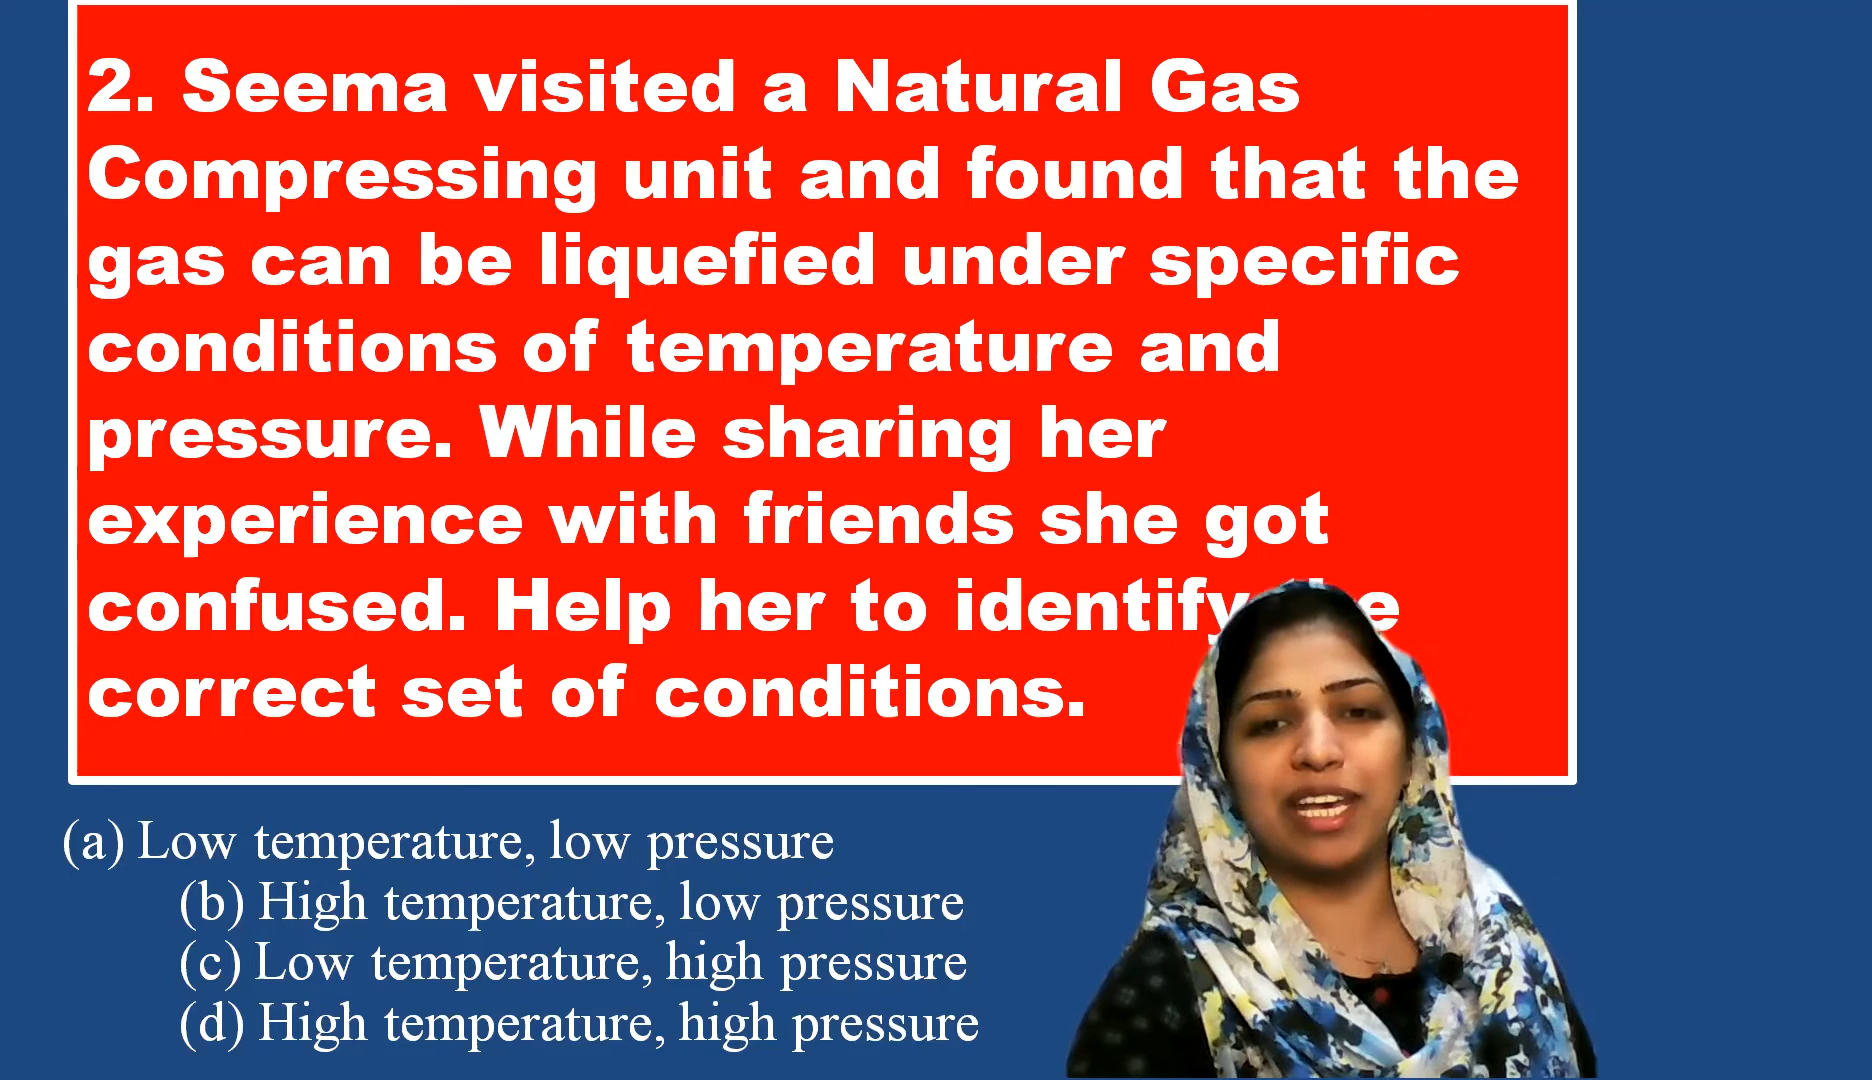 2. Seema visited a Natural Gas
Compressing unit and found that the
gas can be liquefied under specific
conditions of temperature and
pressure. While sharing her
experience with friends she got
confused. Help her to identify
correct set of conditions.
(a) Low temperature, low pressure
(b) High temperature, low pressure
(c) Low temperature, high pressure
(d) High temperature, high pressure